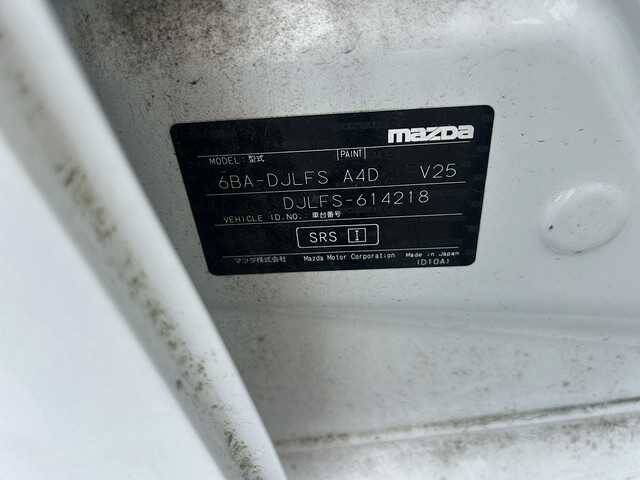 mazda
MODEL: 型式 PAINT
6BA-DJLFS A4D V25
DJLFS-614218
VEHICLE ID.NO.: 車台番号
SRS I
マツダ株式会社 Mazda Motor Corporation Made in Japan
(D10A)